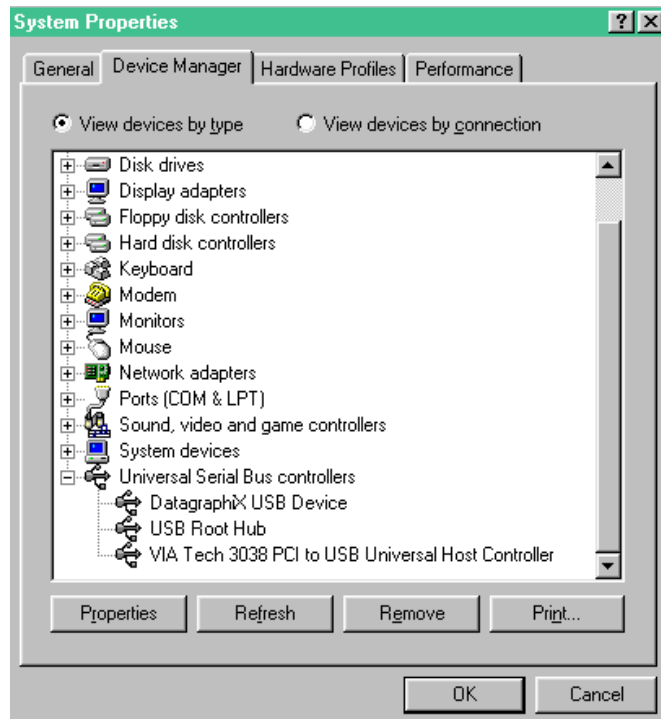 System Properties
General Device Manager Hardware Profiles Performance
View devices by type View devices by connection
Disk drives
Display adapters
Floppy disk controllers
Hard disk controllers
Keyboard
Modem
Monitors
Mouse
Network adapters
Ports (COM & LPT)
Sound, video and game controllers
System devices
Universal Serial Bus controllers
DatagraphiX USB Device
USB Root Hub
VIA Tech 3038 PCI to USB Universal Host Controller
Properties Refresh Remove Print...
OK Cancel